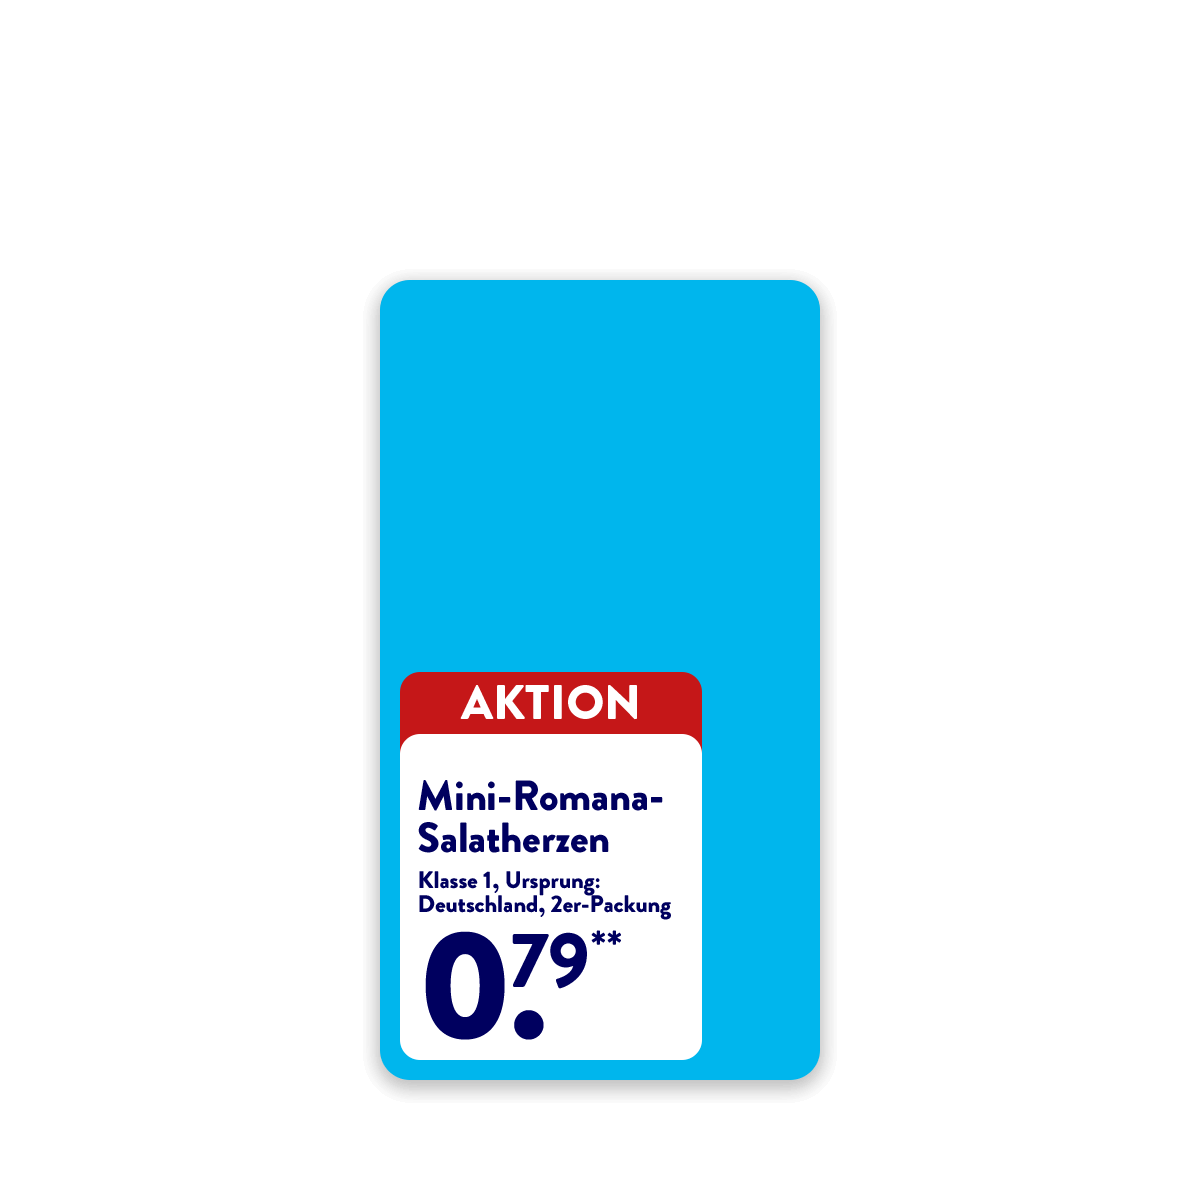 AKTION
Mini-Romana-
Salatherzen
Klasse 1, Ursprung:
Deutschland, 2er-Packung
0.79**